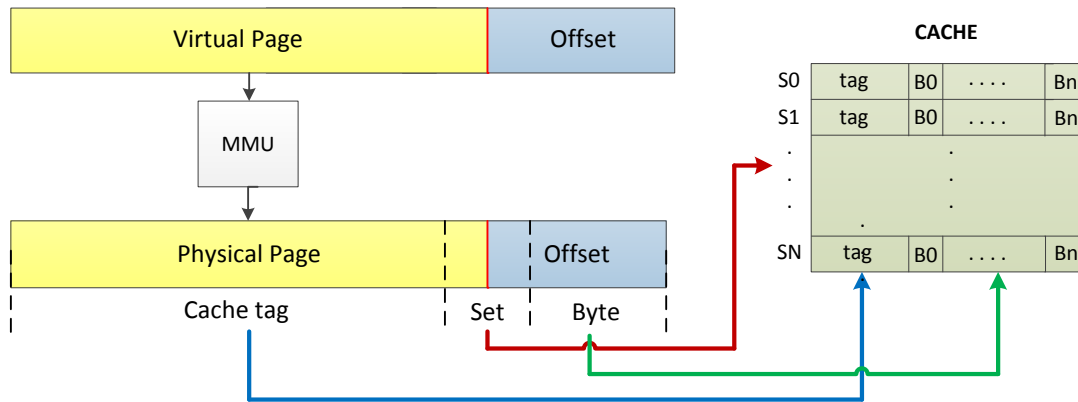 Virtual Page Offset
CACHE
S0 tag B0 . . . . Bn
S1 tag B0 . . . . Bn
MMU
. .
. .
. .
.
Physical Page Offset
SN tag B0 . . . . Bn
Cache tag Set Byte